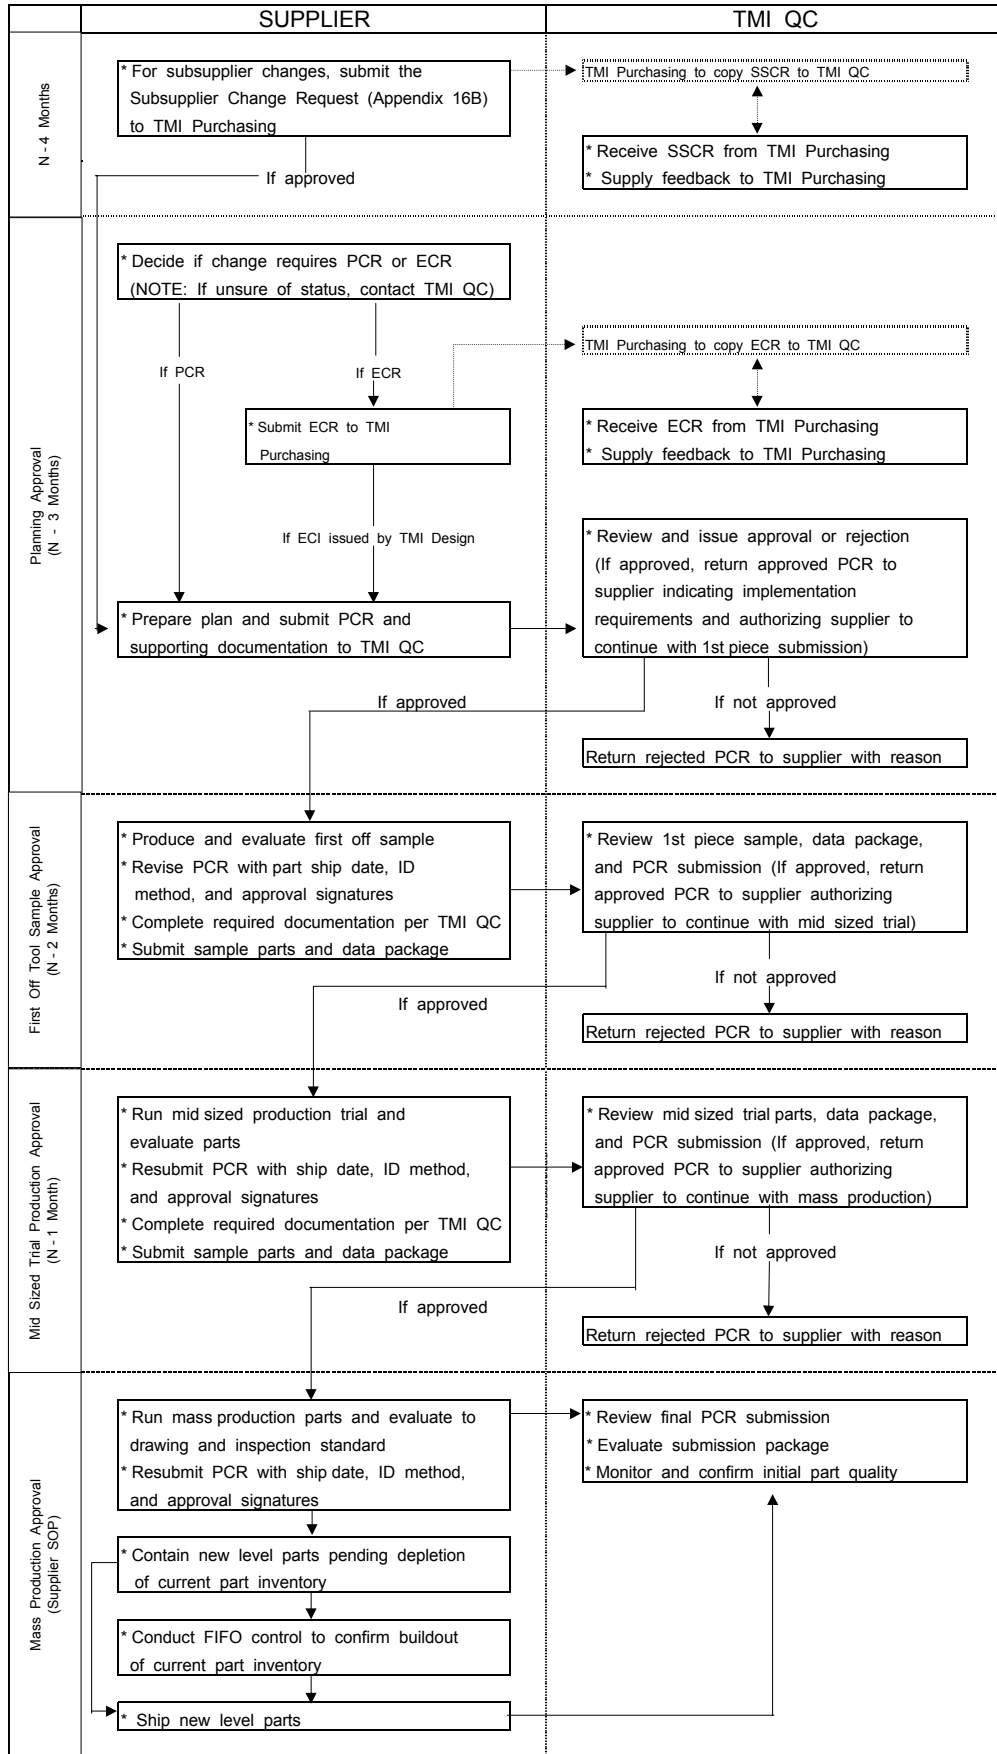 SUPPLIER
TMI QC
N - 4 Months
* For subsupplier changes, submit the
Subsupplier Change Request (Appendix 16B)
to TMI Purchasing
TMI Purchasing to copy SSCR to TMI QC
* Receive SSCR from TMI Purchasing
* Supply feedback to TMI Purchasing
If approved
Planning Approval
(N - 3 Months)
* Decide if change requires PCR or ECR
(NOTE: If unsure of status, contact TMI QC)
TMI Purchasing to copy ECR to TMI QC
If PCR
If ECR
* Submit ECR to TMI
Purchasing
* Receive ECR from TMI Purchasing
* Supply feedback to TMI Purchasing
If ECI issued by TMI Design
* Review and issue approval or rejection
(If approved, return approved PCR to
supplier indicating implementation
requirements and authorizing supplier to
continue with 1st piece submission)
* Prepare plan and submit PCR and
supporting documentation to TMI QC
If approved
If not approved
Return rejected PCR to supplier with reason
First Off Tool Sample Approval
(N - 2 Months)
* Produce and evaluate first off sample
* Revise PCR with part ship date, ID
method, and approval signatures
* Complete required documentation per TMI QC
* Submit sample parts and data package
* Review 1st piece sample, data package,
and PCR submission (If approved, return
approved PCR to supplier authorizing
supplier to continue with mid sized trial)
If not approved
If approved
Return rejected PCR to supplier with reason
Mid Sized Trial Production Approval
(N - 1 Month)
* Run mid sized production trial and
evaluate parts
* Resubmit PCR with ship date, ID method,
and approval signatures
* Complete required documentation per TMI QC
* Submit sample parts and data package
* Review mid sized trial parts, data package,
and PCR submission (If approved, return
approved PCR to supplier authorizing
supplier to continue with mass production)
If not approved
If approved
Return rejected PCR to supplier with reason
Mass Production Approval
(Supplier SOP)
* Run mass production parts and evaluate to
drawing and inspection standard
* Resubmit PCR with ship date, ID method,
and approval signatures
* Review final PCR submission
* Evaluate submission package
* Monitor and confirm initial part quality
* Contain new level parts pending depletion
of current part inventory
* Conduct FIFO control to confirm buildout
of current part inventory
* Ship new level parts